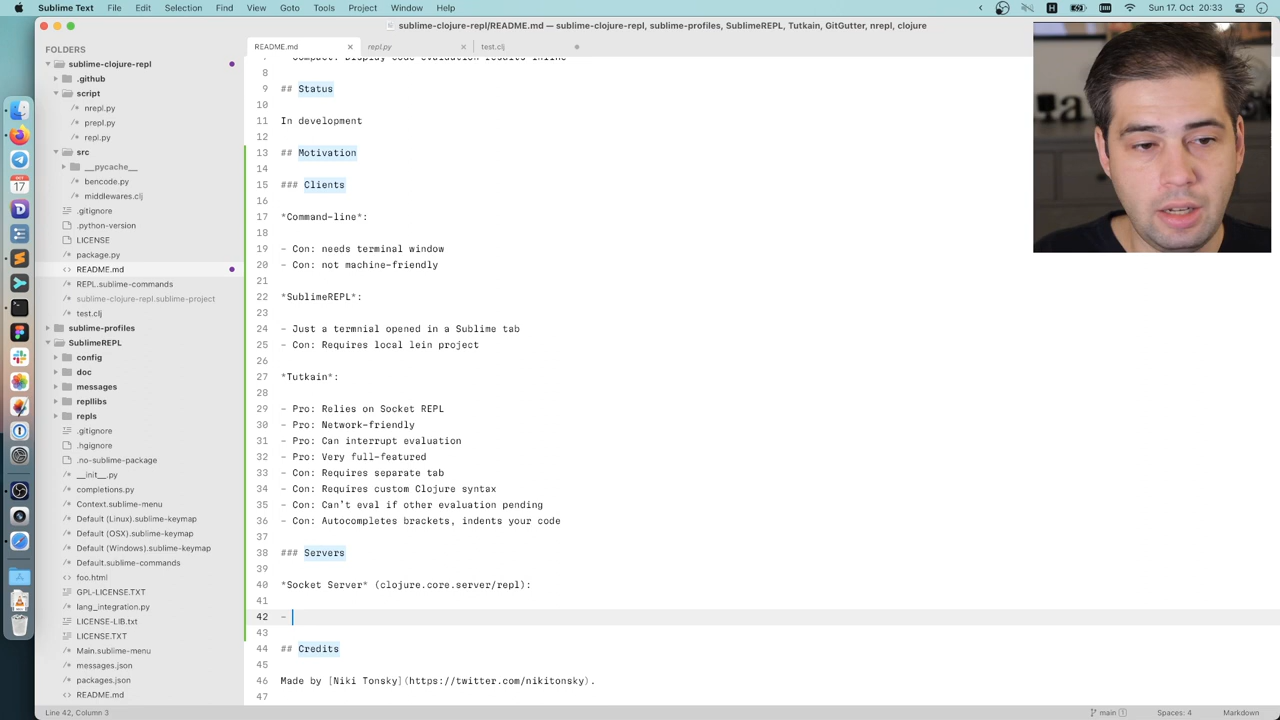 Sublime Text File Edit Selection Find View Goto Tools Project Window Help Sun 17. Oct 20:33
sublime-clojure-repl/README.md — sublime-clojure-repl, sublime-profiles, SublimeREPL, Tutkain, GitGutter, nrepl, clojure
FOLDERS
sublime-clojure-repl
.github
script
nrepl.py
prepl.py
repl.py
src
__pycache__
bencode.py
middlewares.clj
.gitignore
.python-version
LICENSE
package.py
README.md
REPL.sublime-commands
sublime-clojure-repl.sublime-project
test.clj
sublime-profiles
SublimeREPL
config
doc
messages
repllibs
repls
.gitignore
.hgignore
.no-sublime-package
__init__.py
completions.py
Context.sublime-menu
Default (Linux).sublime-keymap
Default (OSX).sublime-keymap
Default (Windows).sublime-keymap
Default.sublime-commands
foo.html
GPL-LICENSE.TXT
lang_integration.py
LICENSE-LIB.txt
LICENSE.TXT
Main.sublime-menu
messages.json
packages.json
README.md
README.md repl.py test.clj
7 - Compact: Display code evaluation results inline
8
9 ## Status
10
11 In development
12
13 ## Motivation
14
15 ### Clients
16
17 *Command-line*:
18
19 - Con: needs terminal window
20 - Con: not machine-friendly
21
22 *SublimeREPL*:
23
24 - Just a termnial opened in a Sublime tab
25 - Con: Requires local lein project
26
27 *Tutkain*:
28
29 - Pro: Relies on Socket REPL
30 - Pro: Network-friendly
31 - Pro: Can interrupt evaluation
32 - Pro: Very full-featured
33 - Con: Requires separate tab
34 - Con: Requires custom Clojure syntax
35 - Con: Can't eval if other evaluation pending
36 - Con: Autocompletes brackets, indents your code
37
38 ### Servers
39
40 *Socket Server* (clojure.core.server/repl):
41
42 -
43
44 ## Credits
45
46 Made by [Niki Tonsky](https://twitter.com/nikitonsky).
47
Line 42, Column 3 main 1 Spaces: 4 Markdown